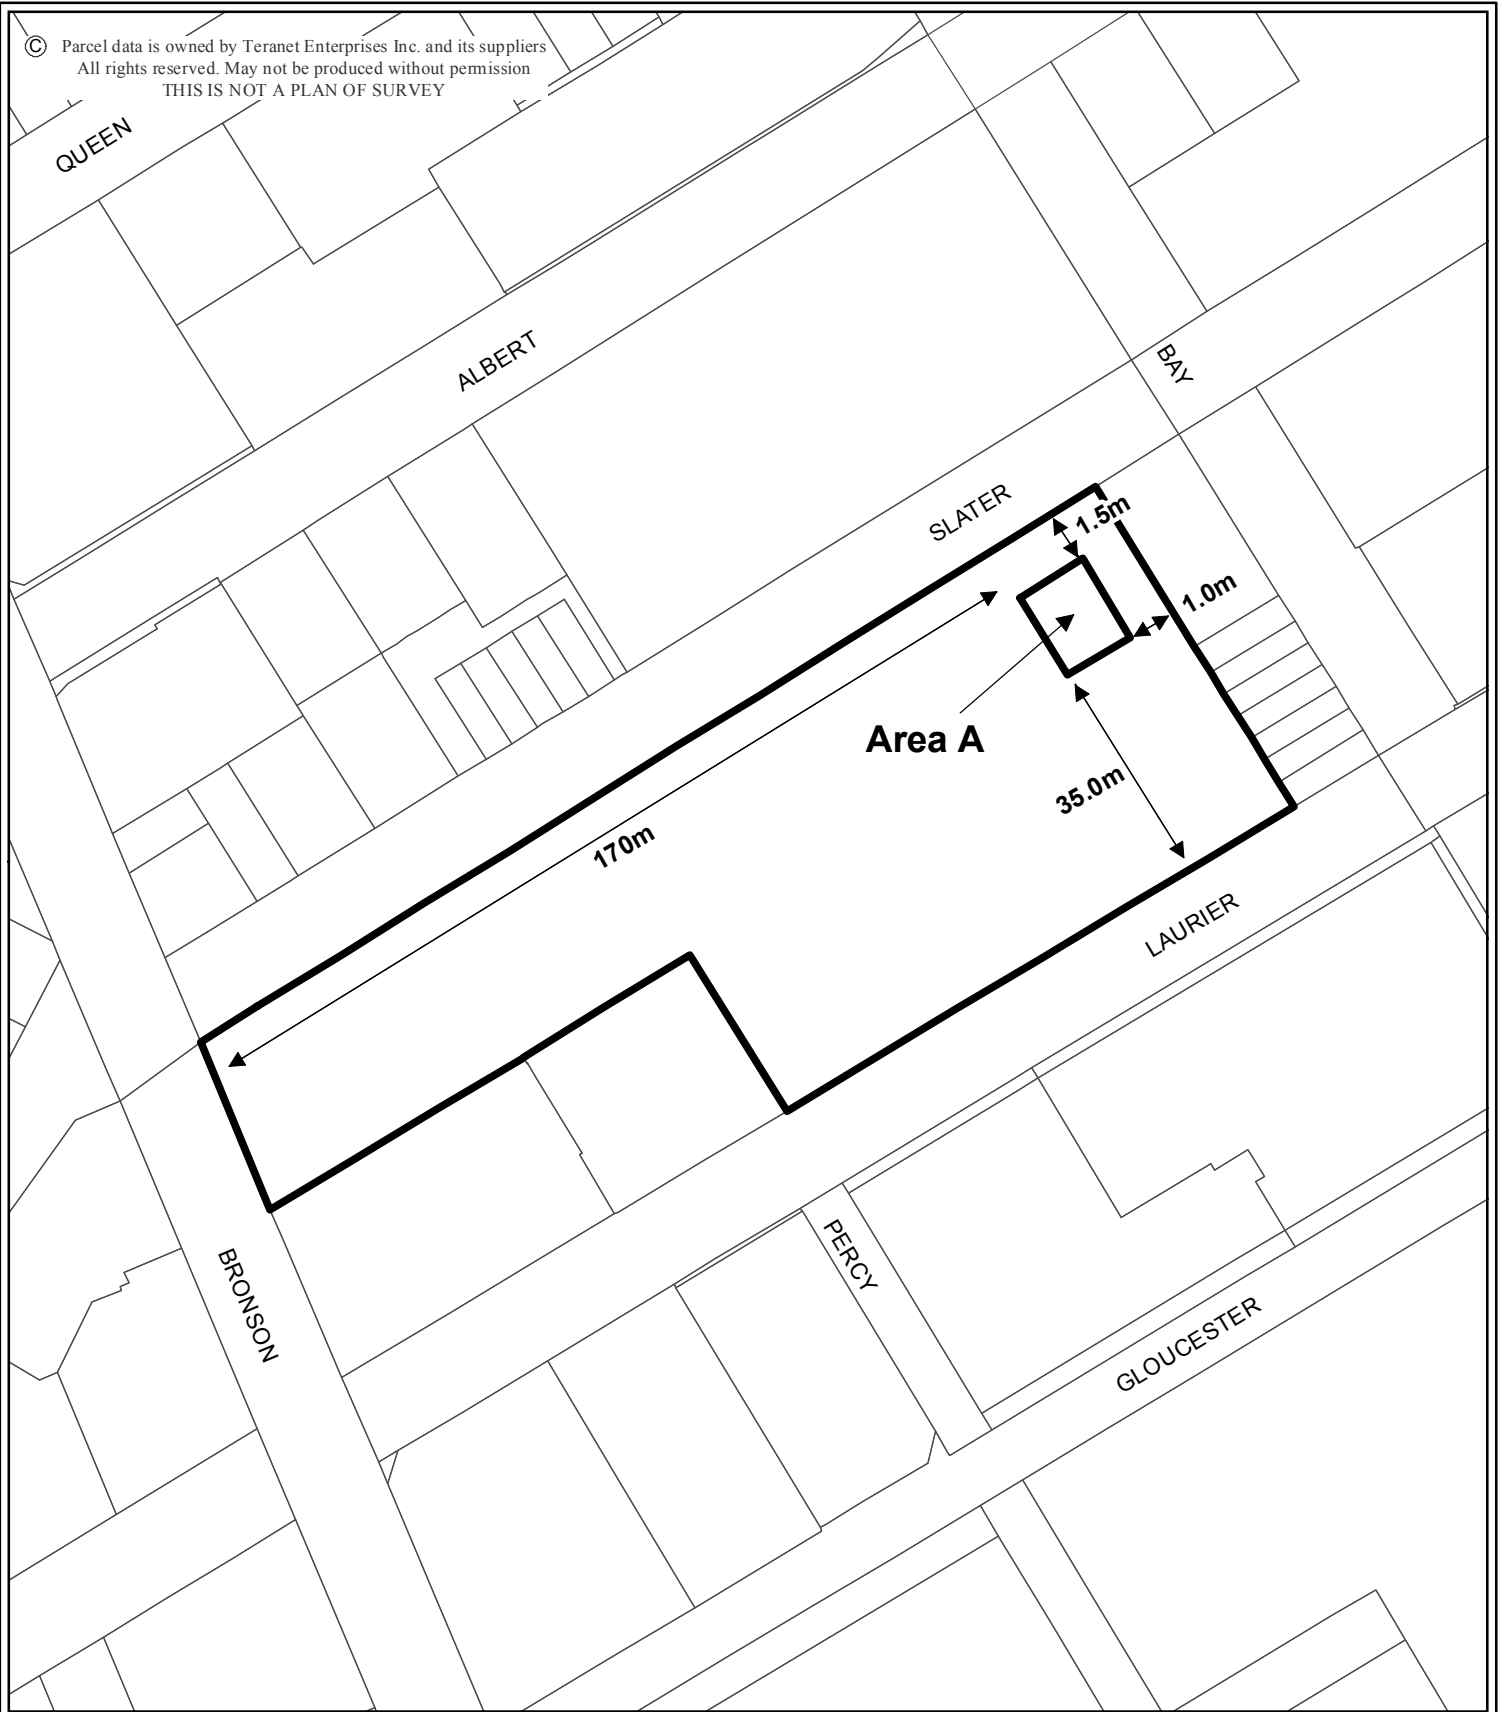 © Parcel data is owned by Teranet Enterprises Inc. and its suppliers
All rights reserved. May not be produced without permission
THIS IS NOT A PLAN OF SURVEY
QUEEN
ALBERT
BAY
SLATER
1.5m
1.0m
Area A
35.0m
170m
LAURIER
PERCY
BRONSON
GLOUCESTER